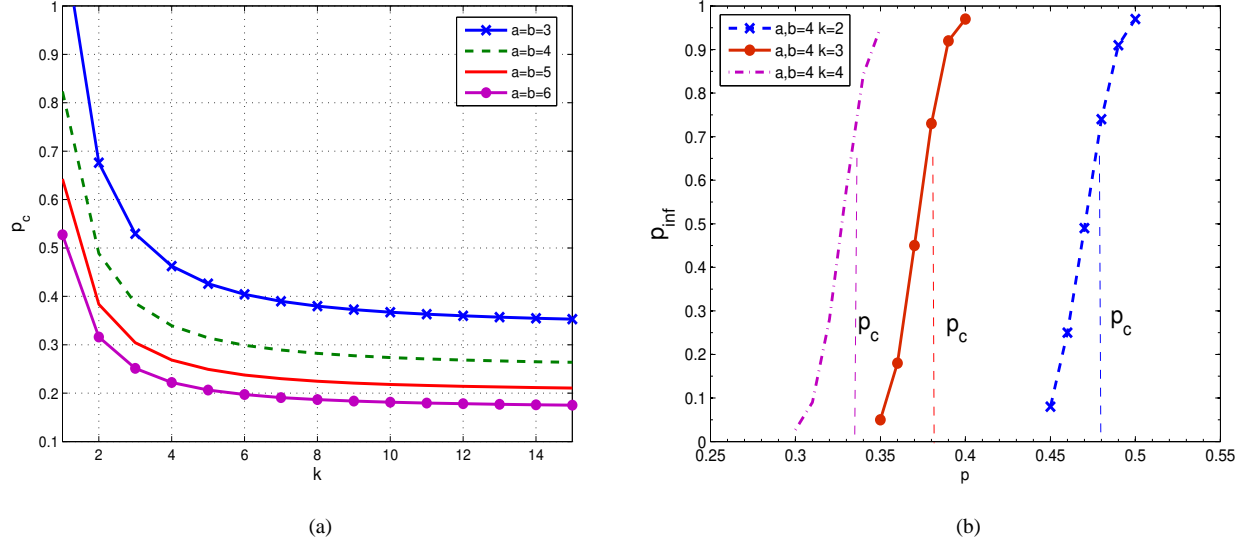 1
0.9
0.8
0.7
0.6
0.5
0.4
0.3
0.2
0.1
p_c
2 4 6 8 10 12 14
k
a=b=3
a=b=4
a=b=5
a=b=6
(a)
1
0.9
0.8
0.7
0.6
0.5
0.4
0.3
0.2
0.1
0
p_inf
0.25 0.3 0.35 0.4 0.45 0.5 0.55
p
a,b=4 k=2
a,b=4 k=3
a,b=4 k=4
p_c
p_c
p_c
(b)